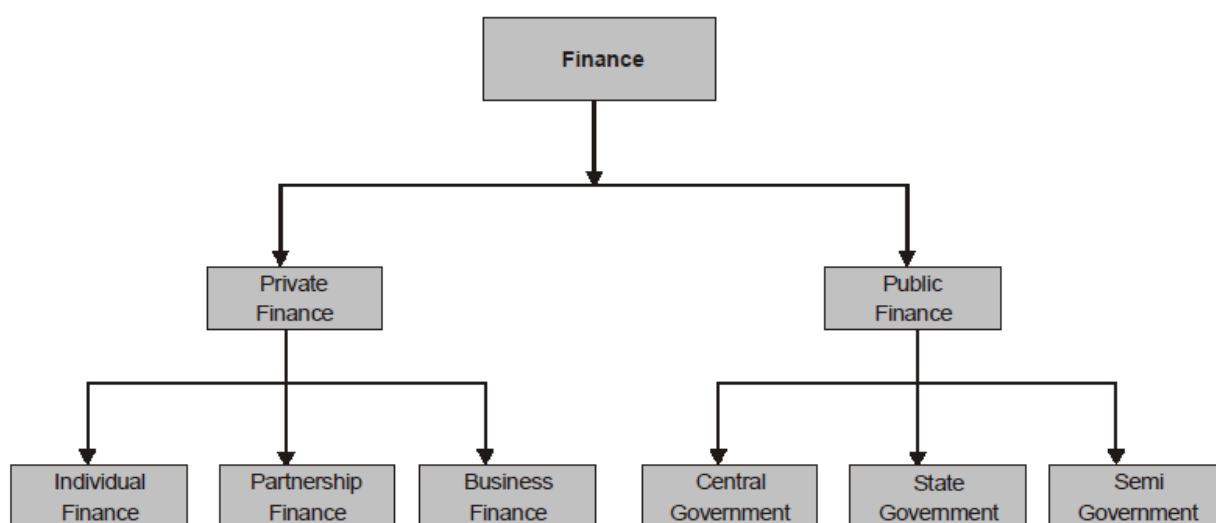 Finance
Private
Finance
Public
Finance
Individual
Finance
Partnership
Finance
Business
Finance
Central
Government
State
Government
Semi
Government